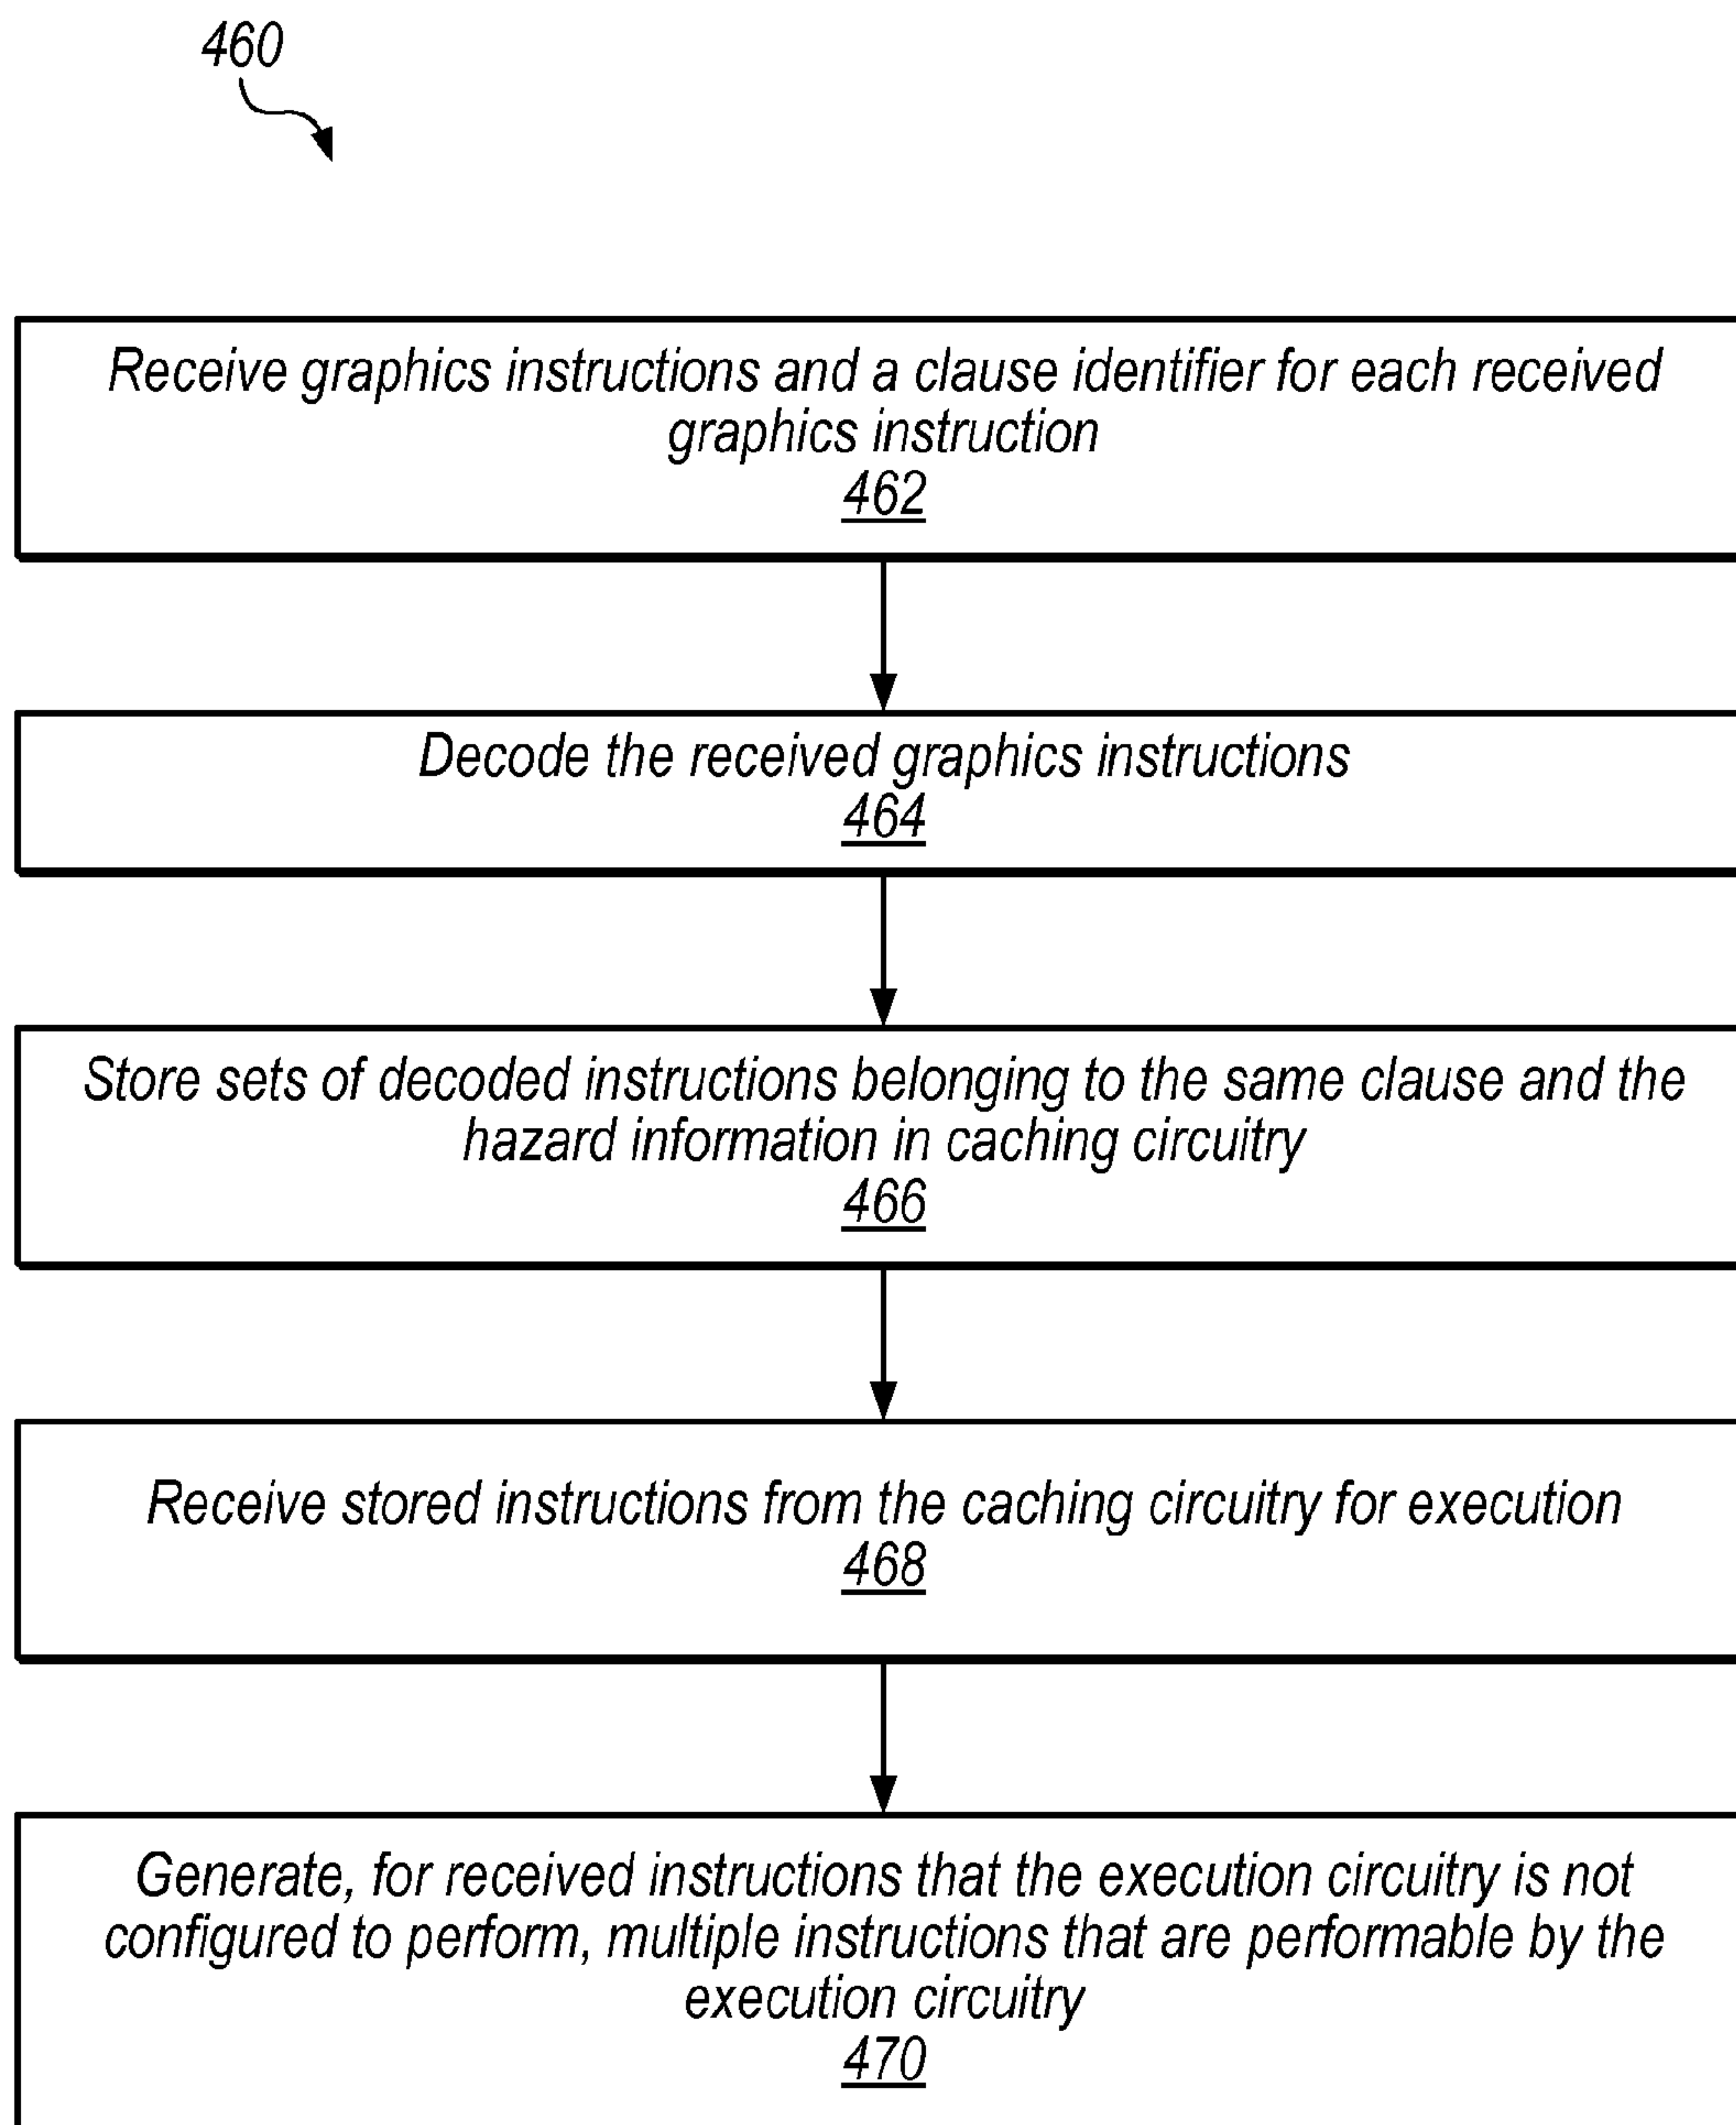 460
Receive graphics instructions and a clause identifier for each received
graphics instruction
462
Decode the received graphics instructions
464
Store sets of decoded instructions belonging to the same clause and the
hazard information in caching circuitry
466
Receive stored instructions from the caching circuitry for execution
468
Generate, for received instructions that the execution circuitry is not
configured to perform, multiple instructions that are performable by the
execution circuitry
470